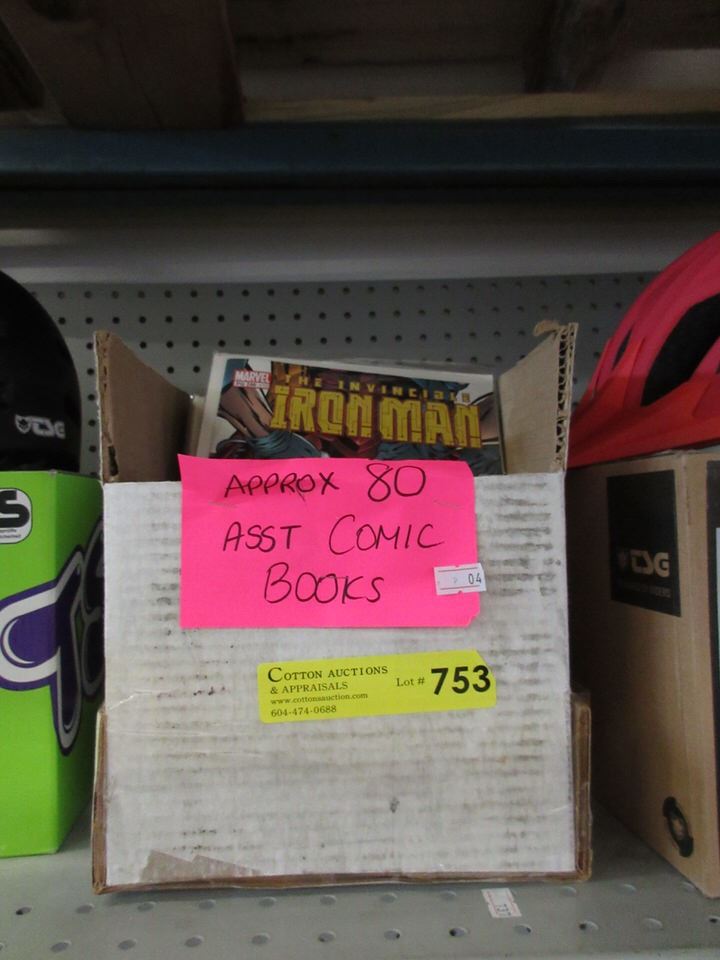 MARVEL
THE INVINCIBLE
IRON MAN
TSG
APPROX 80
ASST COMIC
BOOKS
04
S
TSG
COTTON AUCTIONS
& APPRAISALS
www.cottonsauction.com
604-474-0688
Lot # 753